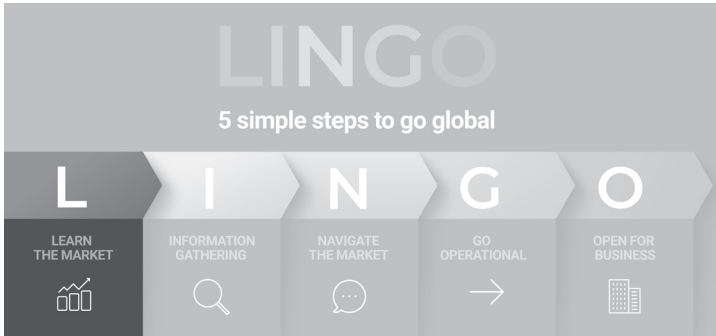 LINGO
5 simple steps to go global
L I N G O
LEARN
THE MARKET
INFORMATION
GATHERING
NAVIGATE
THE MARKET
GO
OPERATIONAL
OPEN FOR
BUSINESS